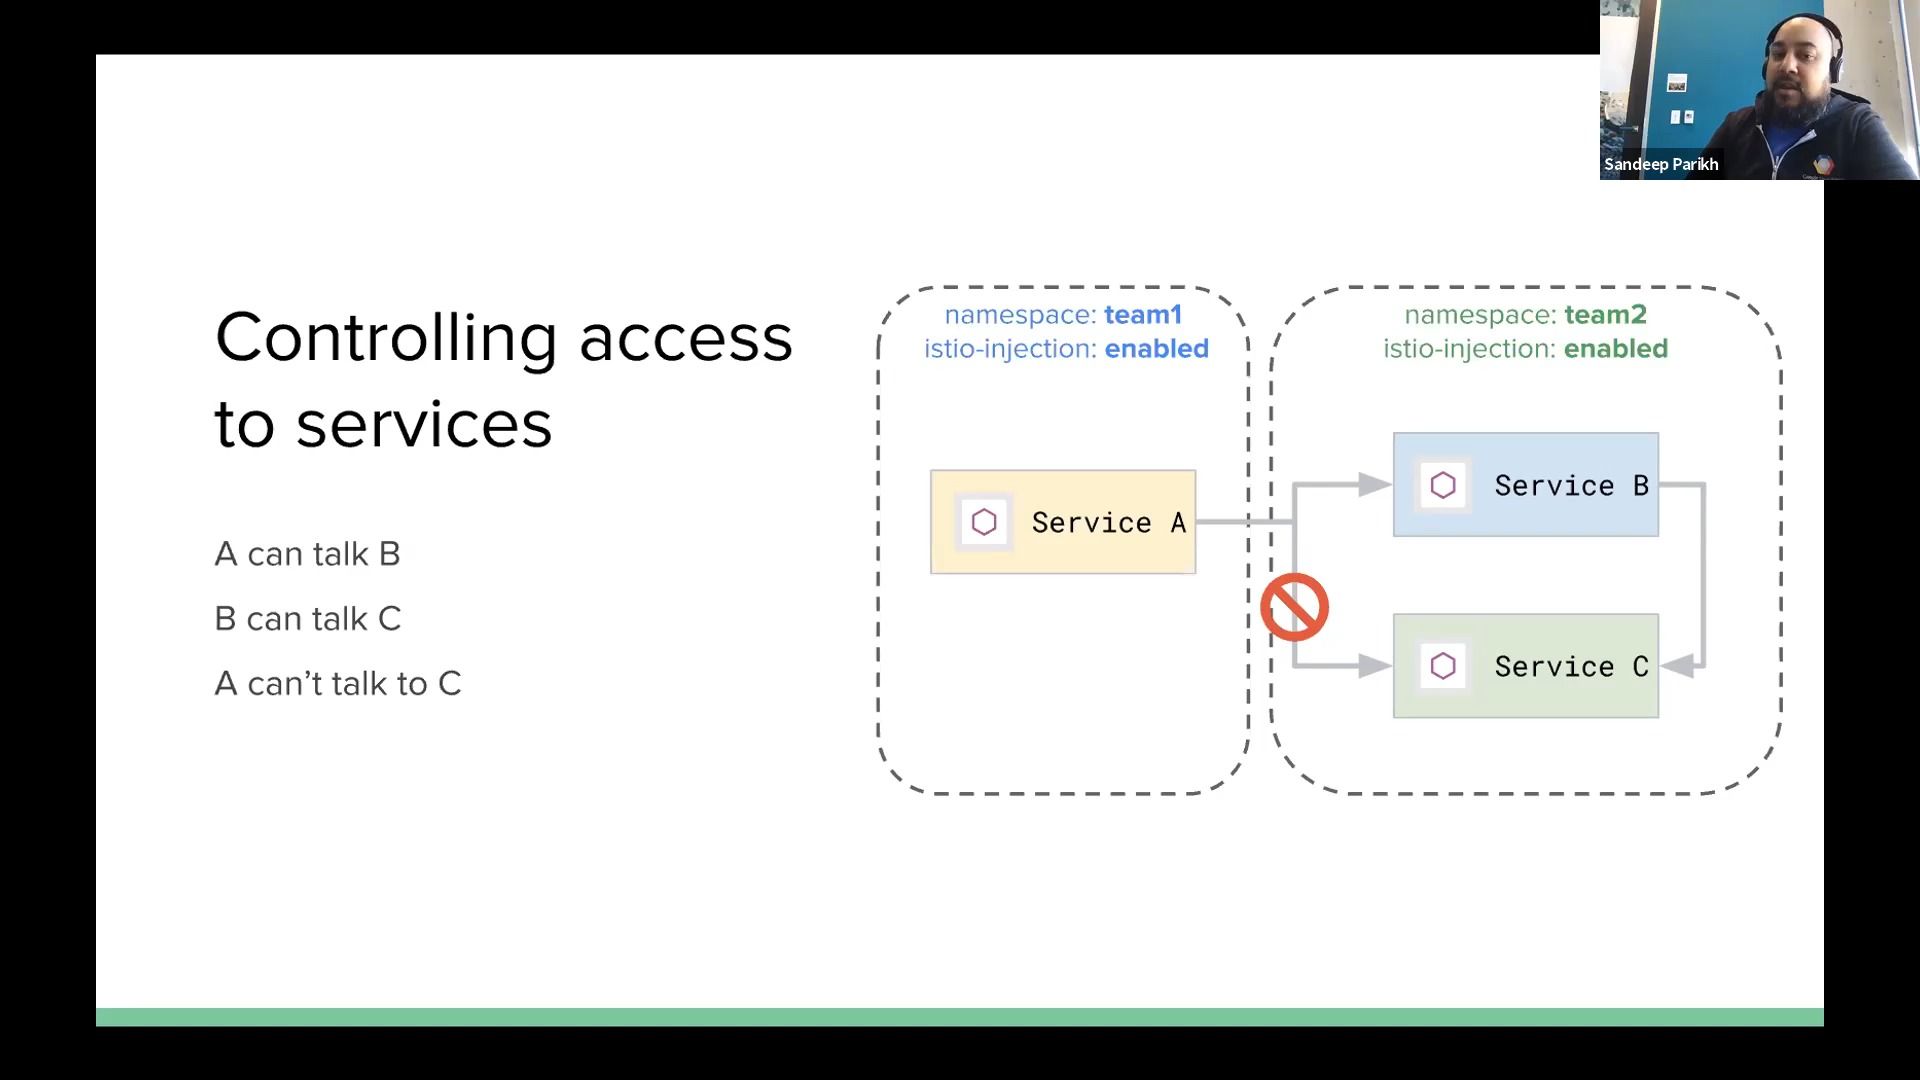 Sandeep Parikh
Controlling access
to services
A can talk B
B can talk C
A can’t talk to C
namespace: team1
istio-injection: enabled
Service A
namespace: team2
istio-injection: enabled
Service B
Service C